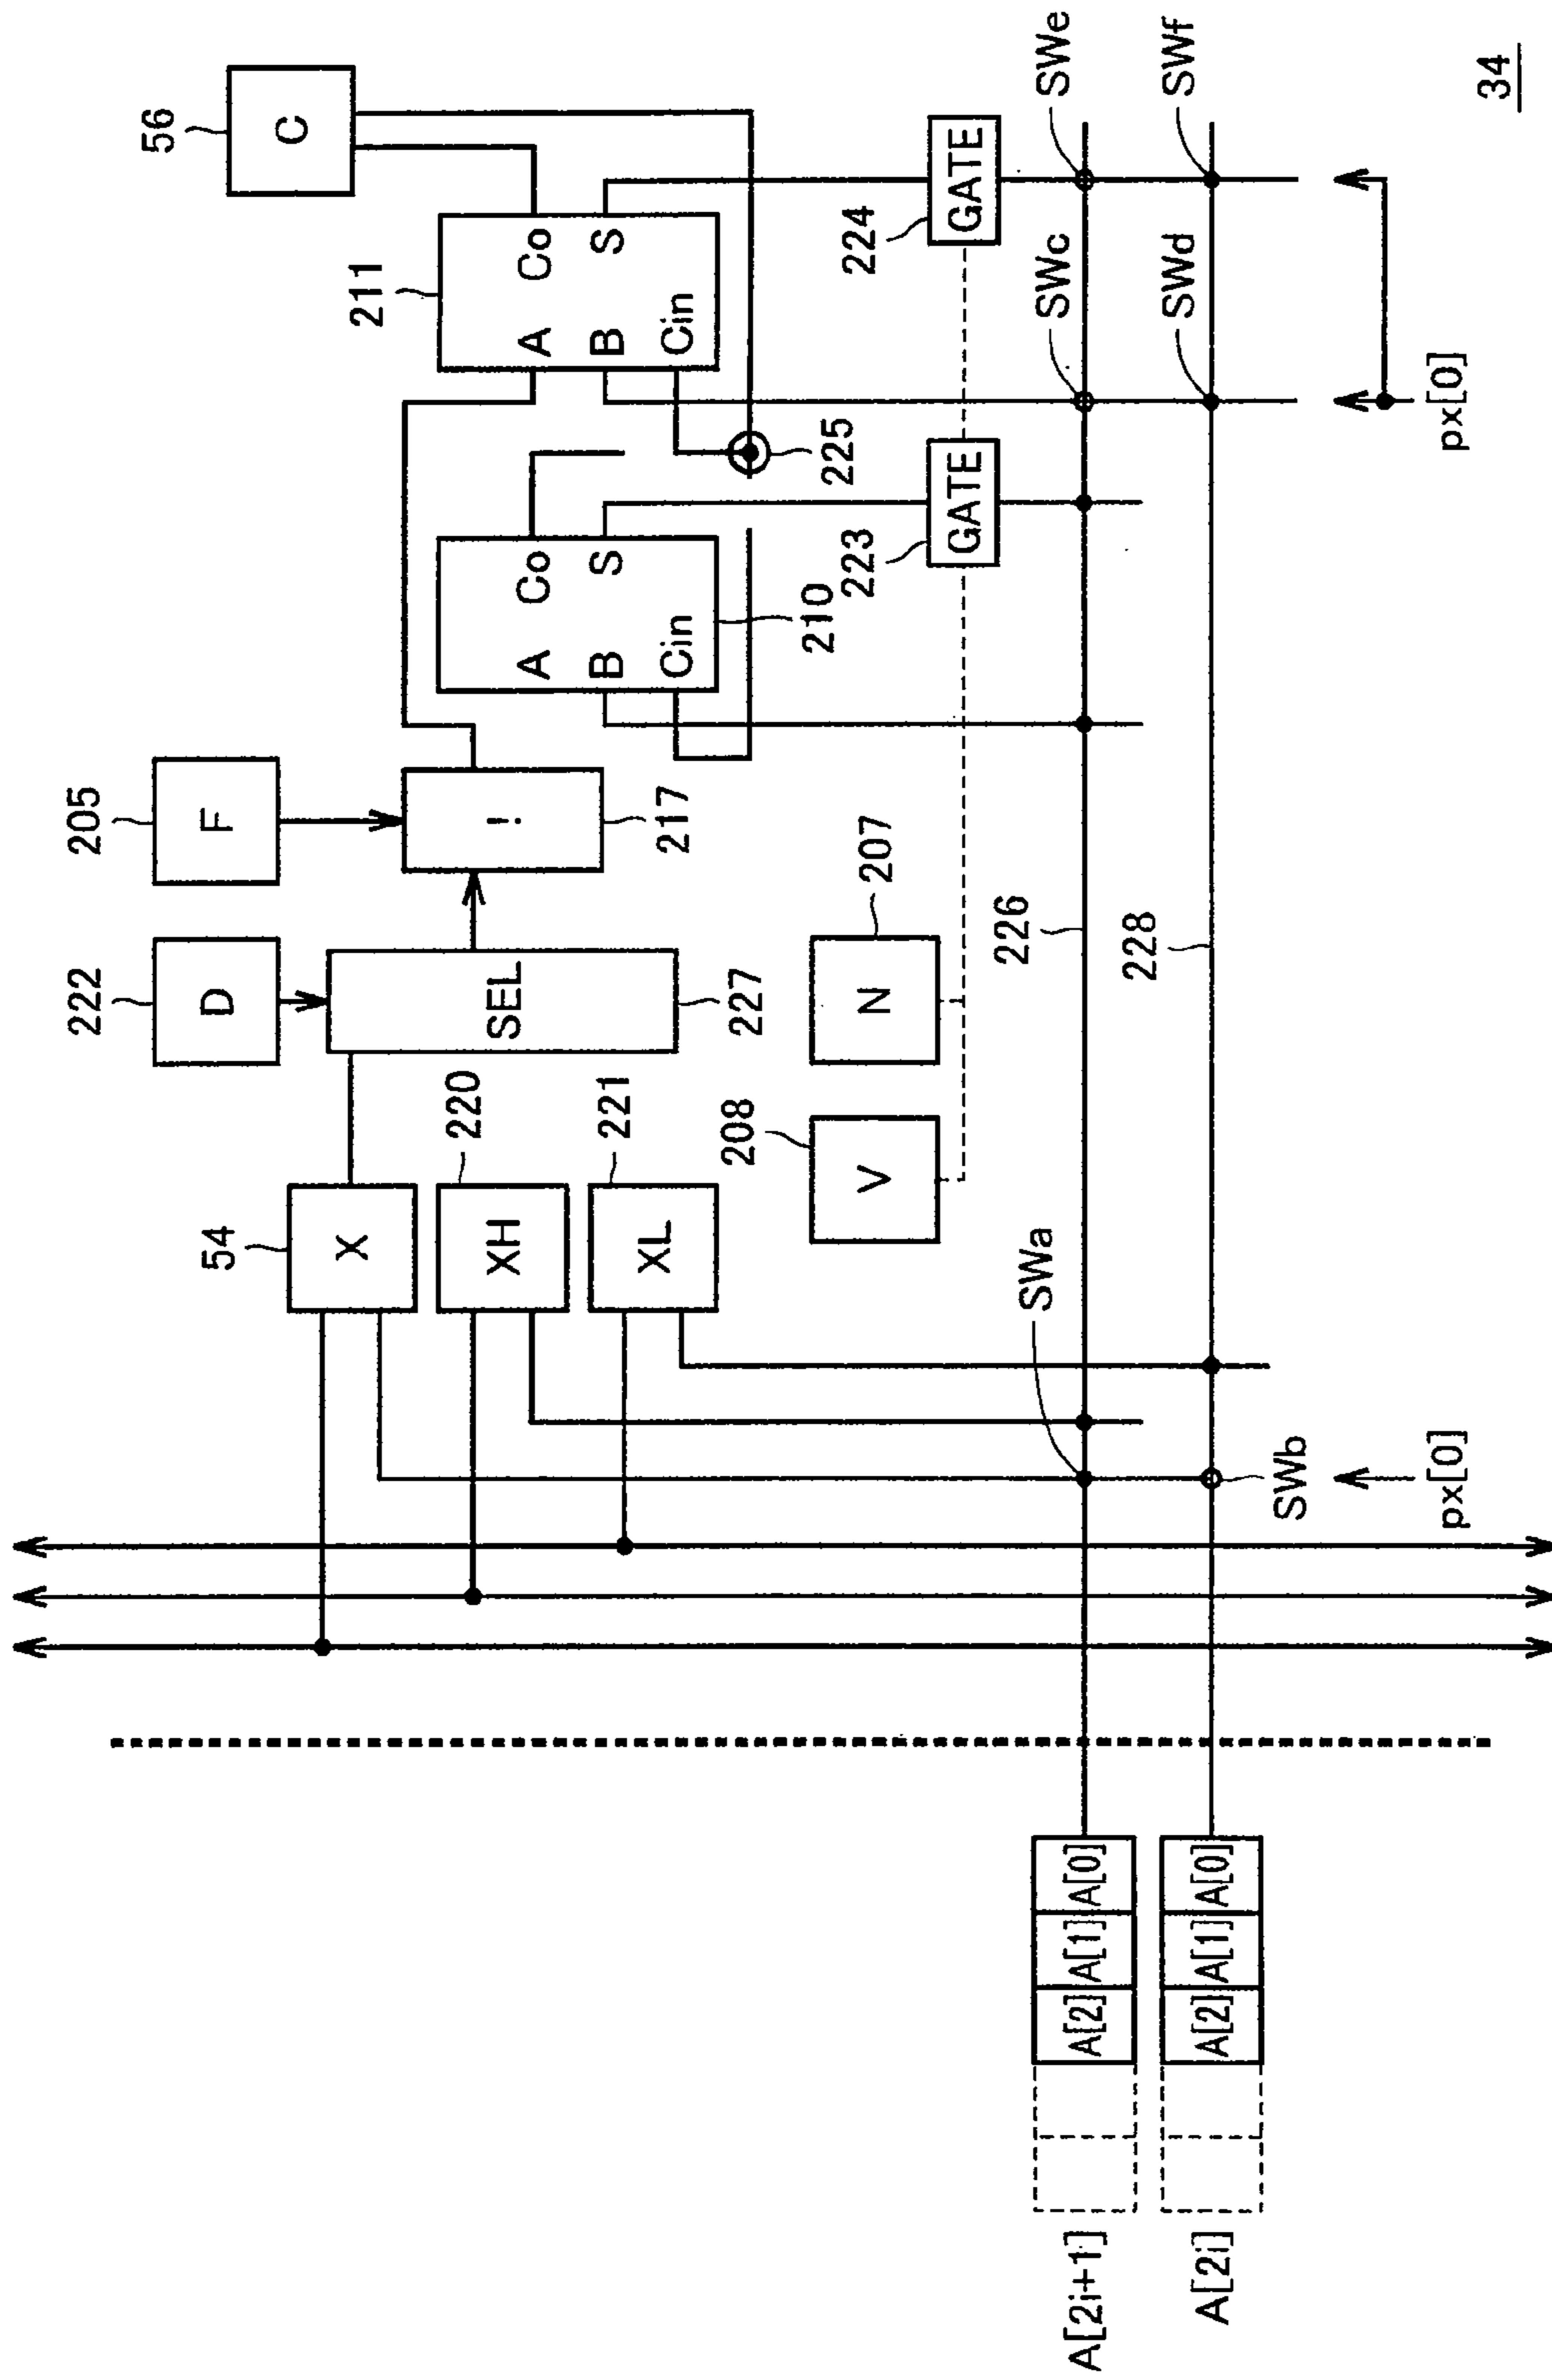 222
205
56
54
D
F
C
X
211
220
XH
SEL
!
A
Co
A
Co
221
B
S
B
S
XL
Cin
Cin
217
227
208
210
225
V
N
207
223
224
GATE
GATE
SWa
226
SWc
SWe
A[2i+1]
A[2]
A[1]
A[0]
228
SWd
SWf
A[2i]
A[2]
A[1]
A[0]
SWb
px[0]
px[0]
34